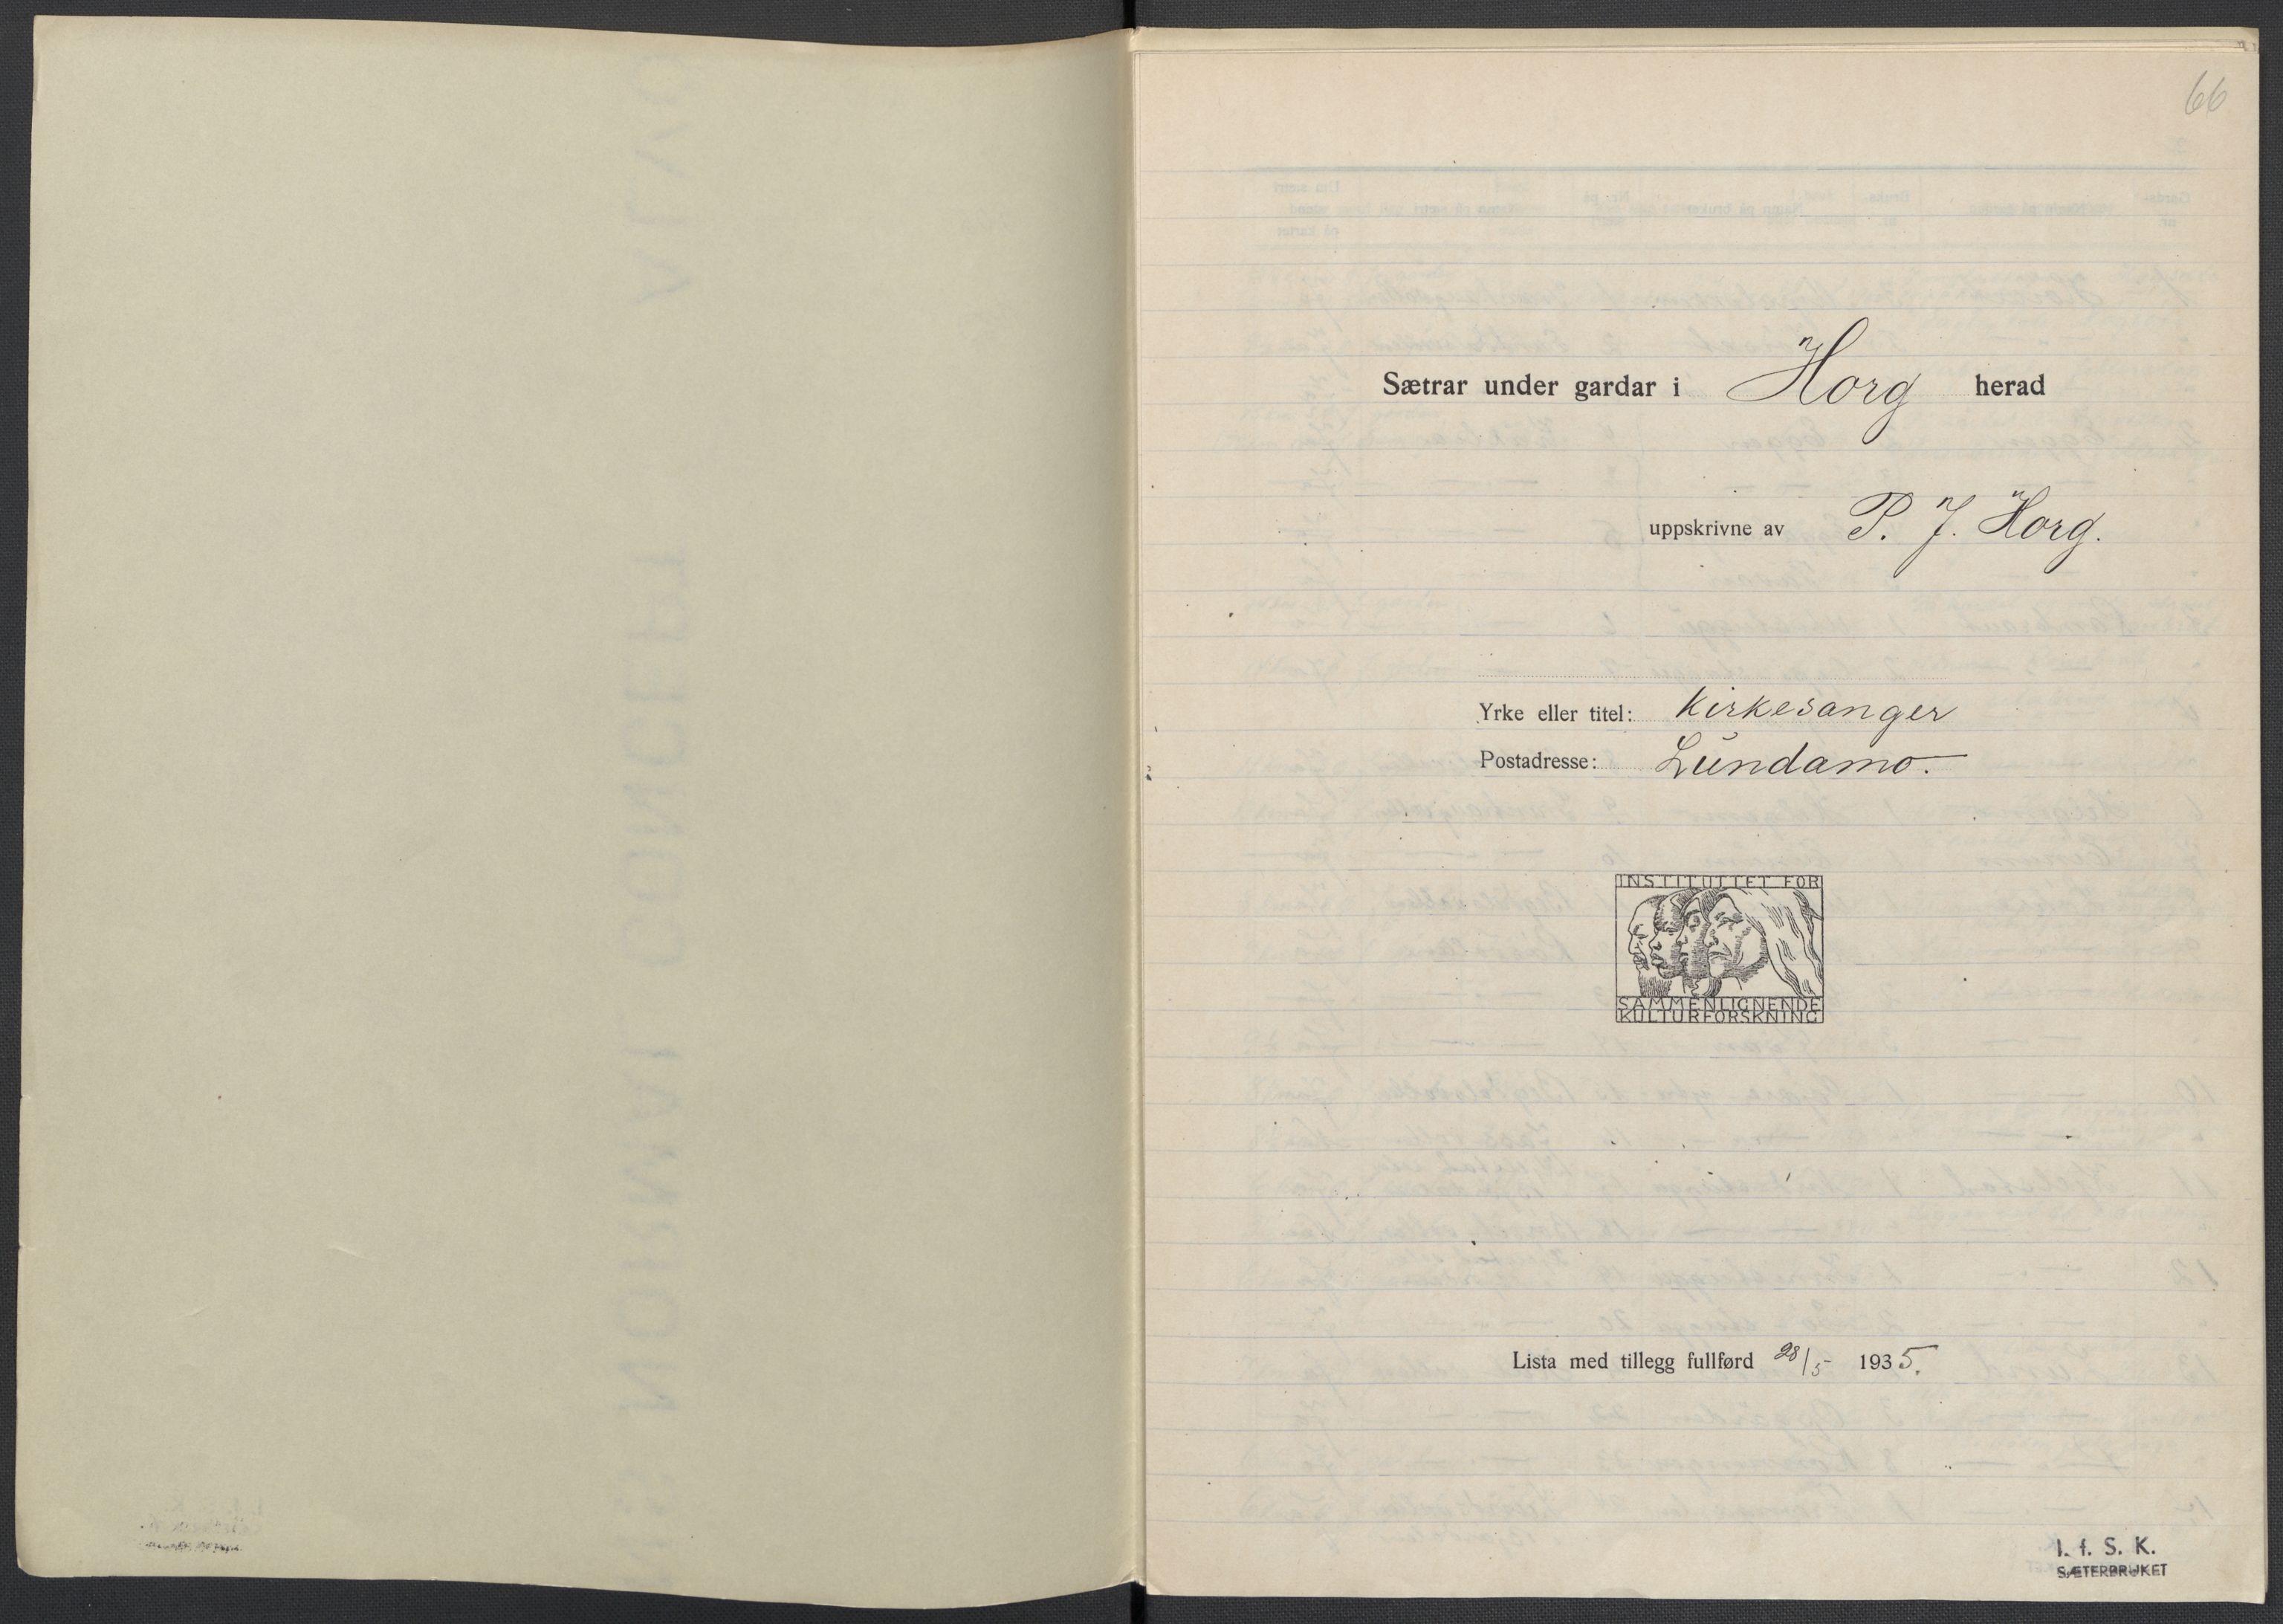 66
Sætrar under gardar i Horg herad
uppskrivne av P. J. Horg.
Yrke eller titel: Kirkesanger
Postadresse: Lundamo.
INSTITUTTET FOR
SAMMENLIGNENDE
KULTURFORSKNING
Lista med tillegg fullførd 28/5 1935.
I. f. S. K.
SÆTERBRUKET